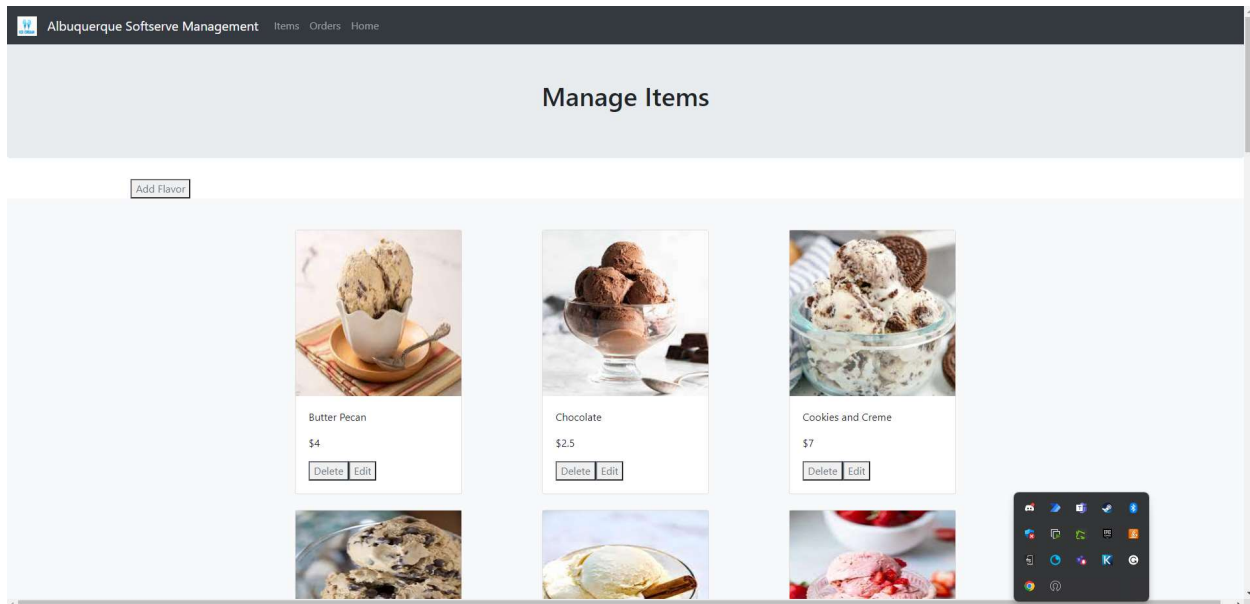 Albuquerque Softserve Management Items Orders Home
Manage Items
Add Flavor
Butter Pecan
$4
Delete Edit
Chocolate
$2.5
Delete Edit
Cookies and Creme
$7
Delete Edit